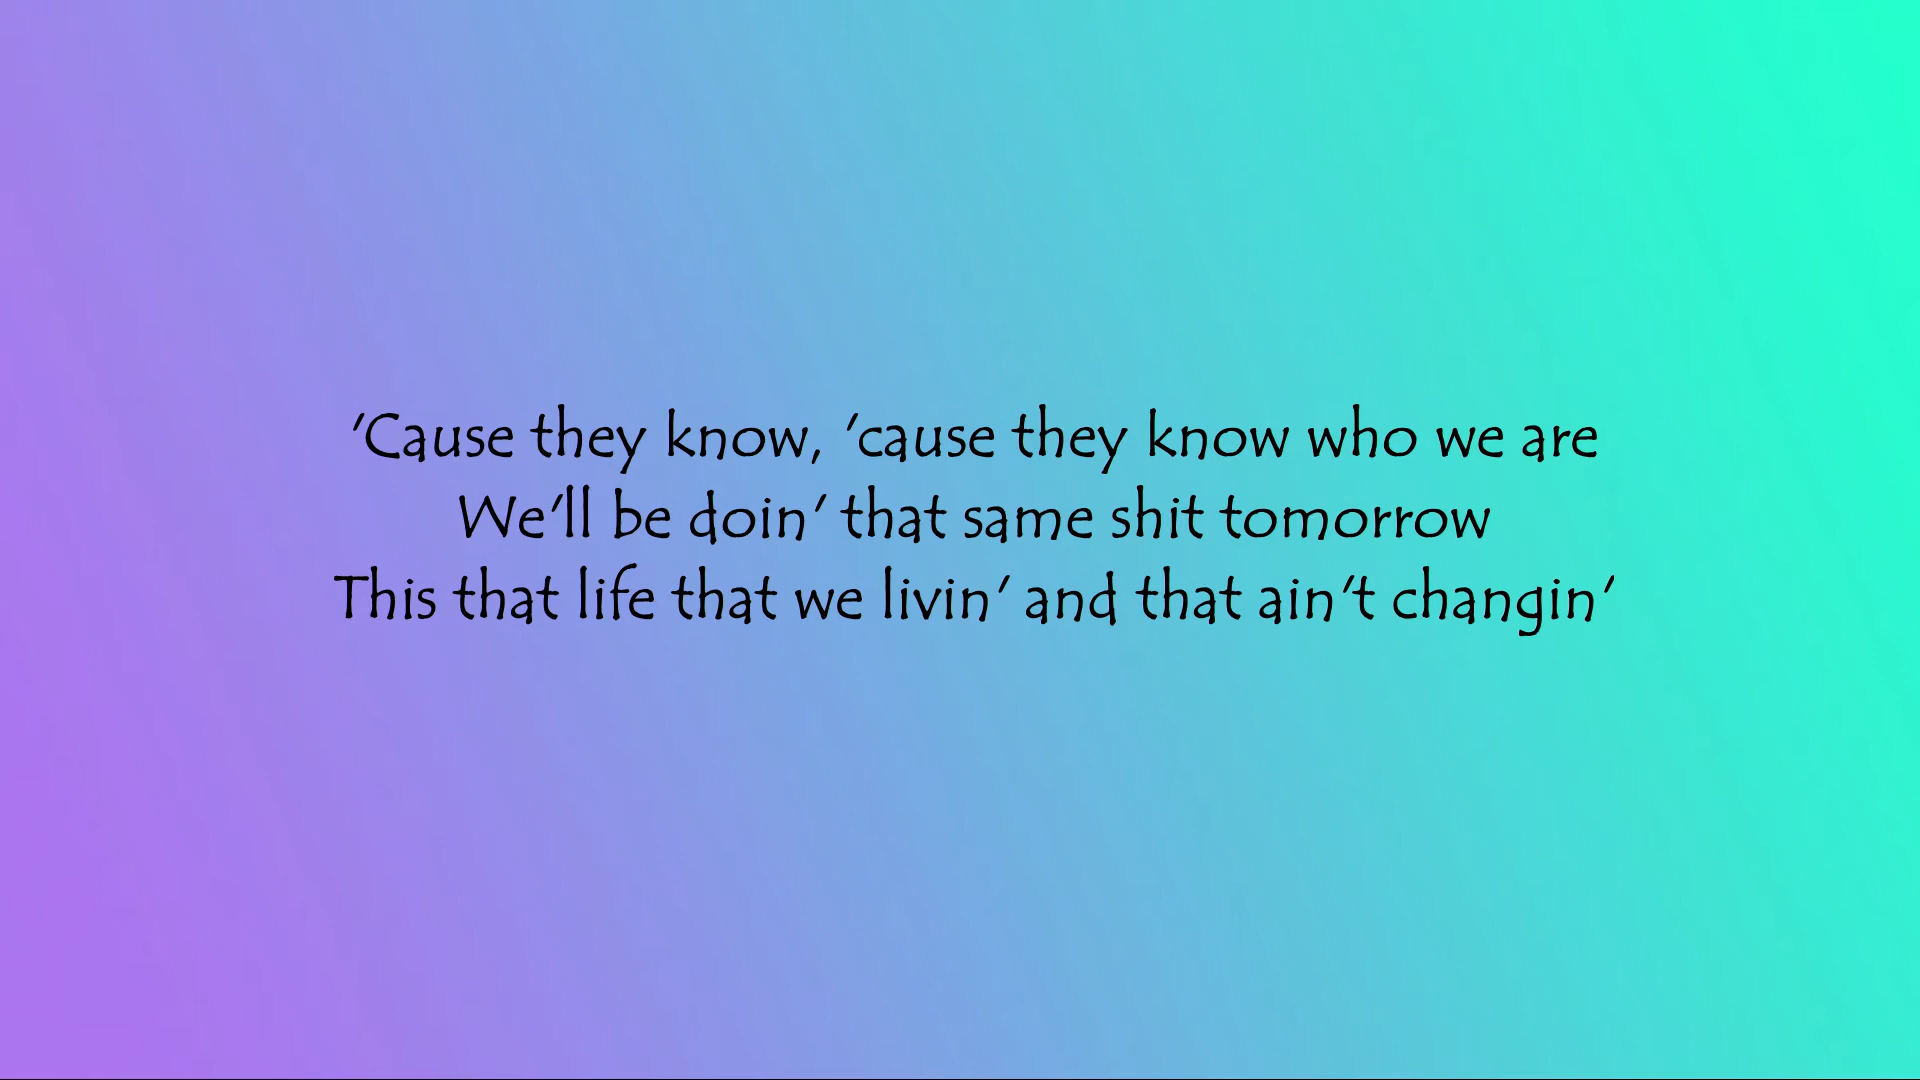 'Cause they know, 'cause they know who we are
We'll be doin' that same shit tomorrow
This that life that we livin' and that ain't changin'